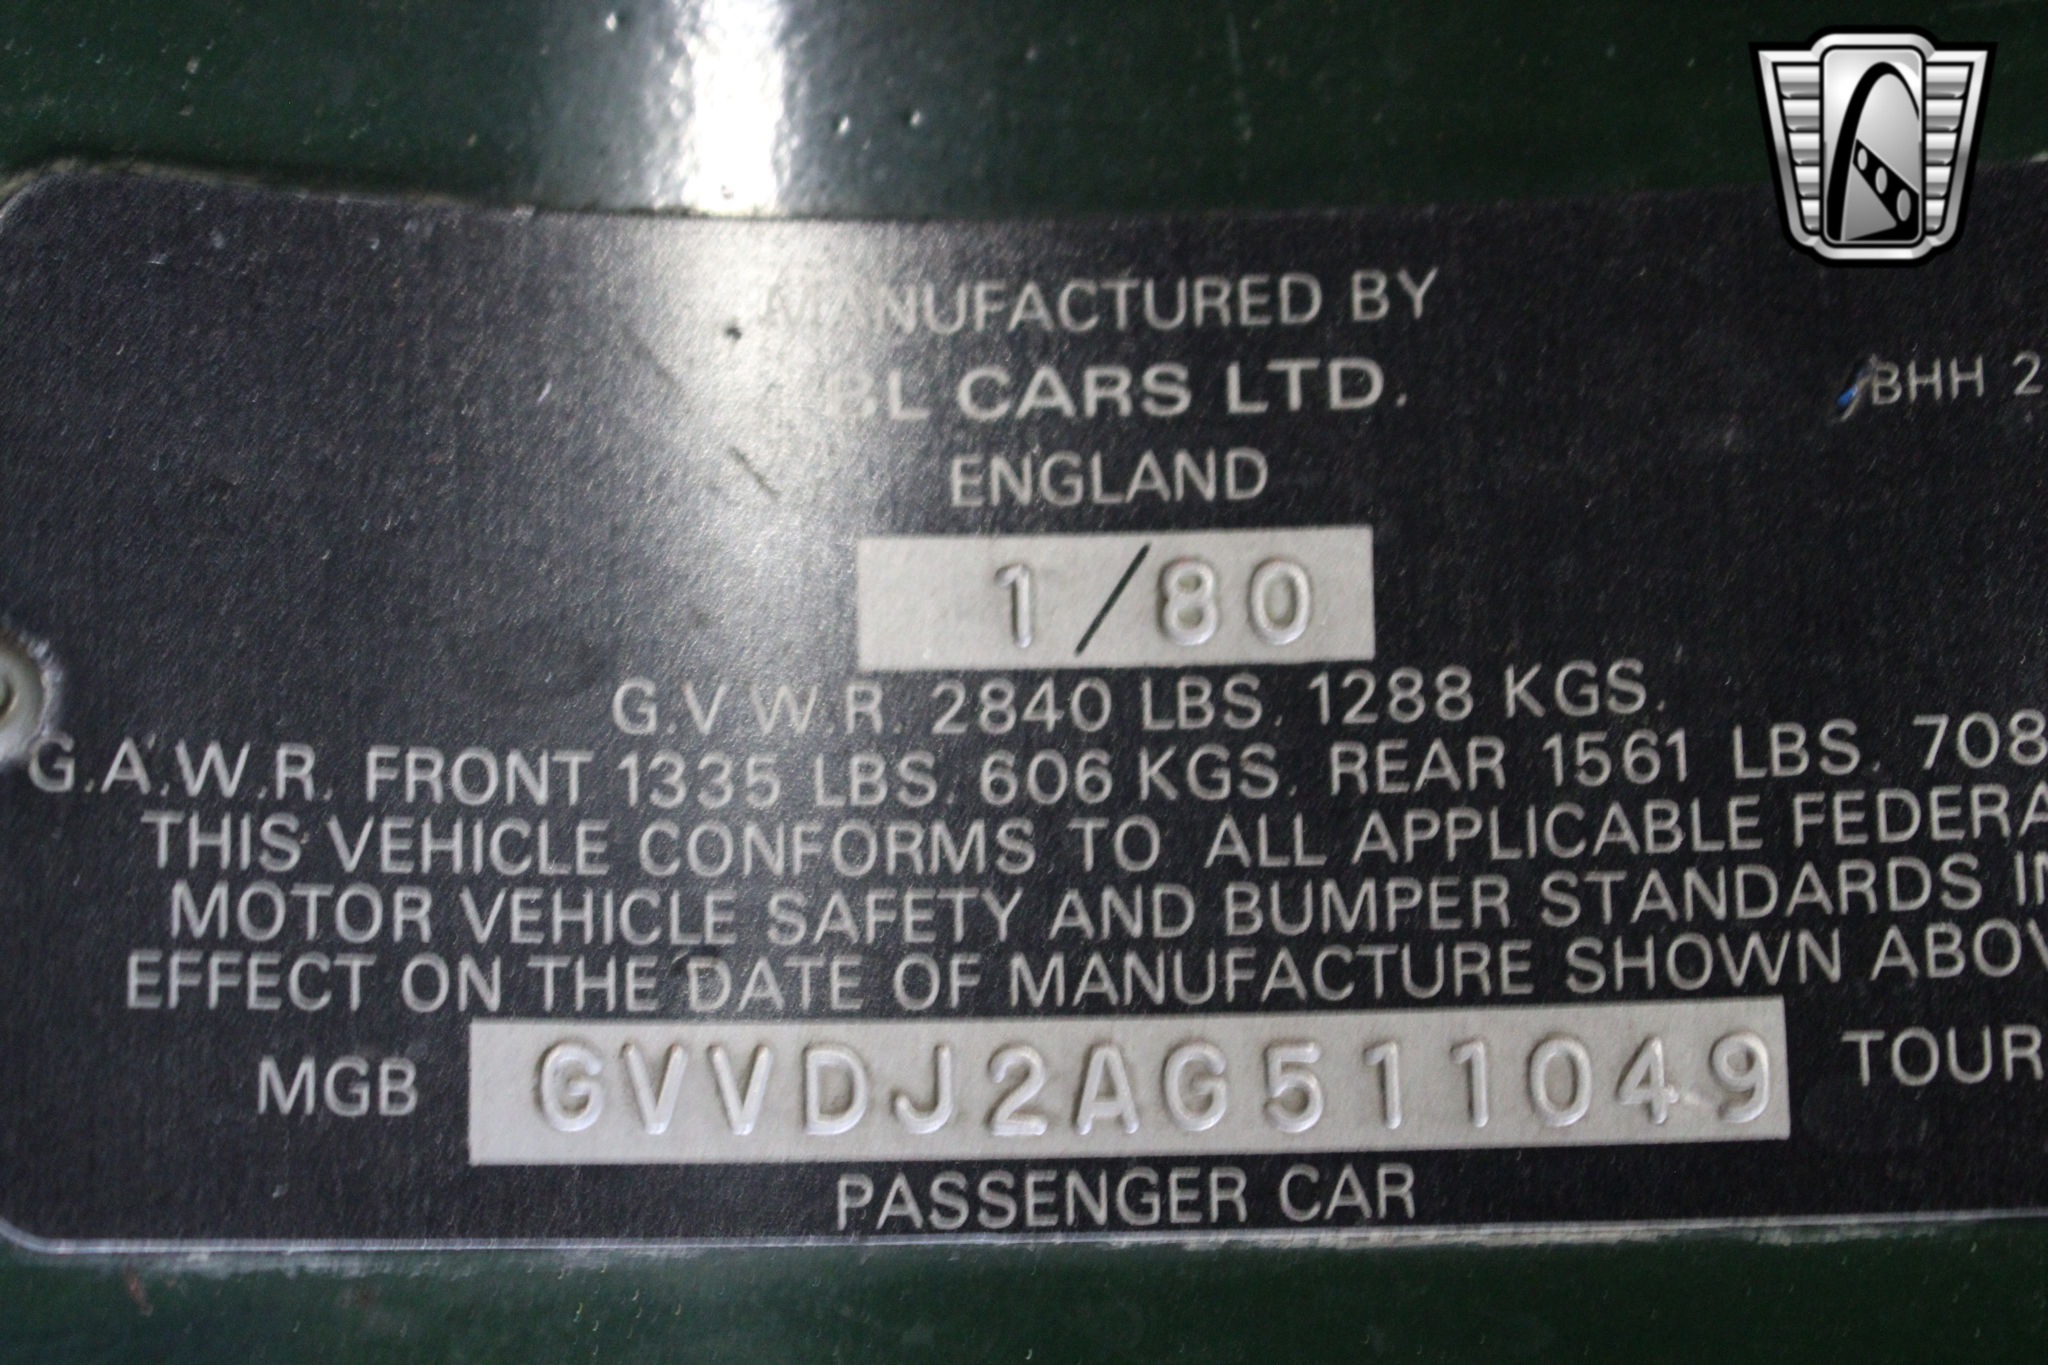 MANUFACTURED BY
BL CARS LTD.
BHH 2
ENGLAND
1/80
G.V.W.R. 2840 LBS. 1288 KGS.
G.A.W.R. FRONT 1335 LBS. 606 KGS. REAR 1561 LBS. 708
THIS VEHICLE CONFORMS TO ALL APPLICABLE FEDERA
MOTOR VEHICLE SAFETY AND BUMPER STANDARDS IN
EFFECT ON THE DATE OF MANUFACTURE SHOWN ABOV
MGB GVVDJ2AG511049 TOUR
PASSENGER CAR